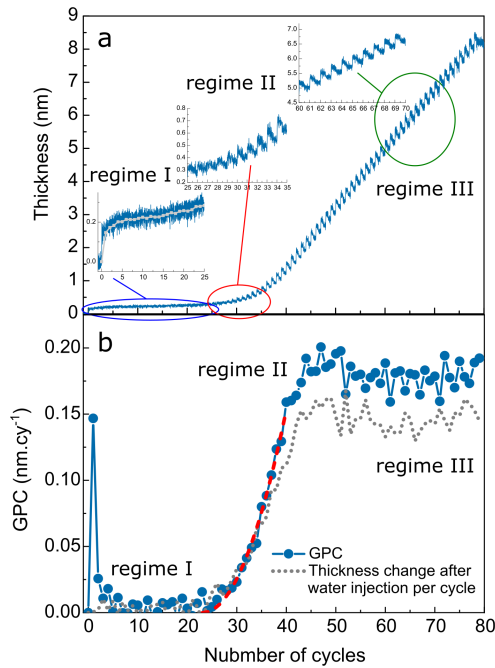 9
8
7
6
5
4
3
2
1
0
Thickness (nm)
a
regime I
regime II
regime III
7.0
6.5
6.0
5.5
5.0
4.5
60 61 62 63 64 65 66 67 68 69 70
0.8
0.7
0.6
0.5
0.4
0.3
0.2
25 26 27 28 29 30 31 32 33 34 35
0.2
0.0
0 5 10 15 20 25
0.20
0.15
0.10
0.05
0.00
GPC (nm.cy⁻¹)
b
regime II
regime III
regime I
GPC
Thickness change after
water injection per cycle
0 10 20 30 40 50 60 70 80
Nubmber of cycles